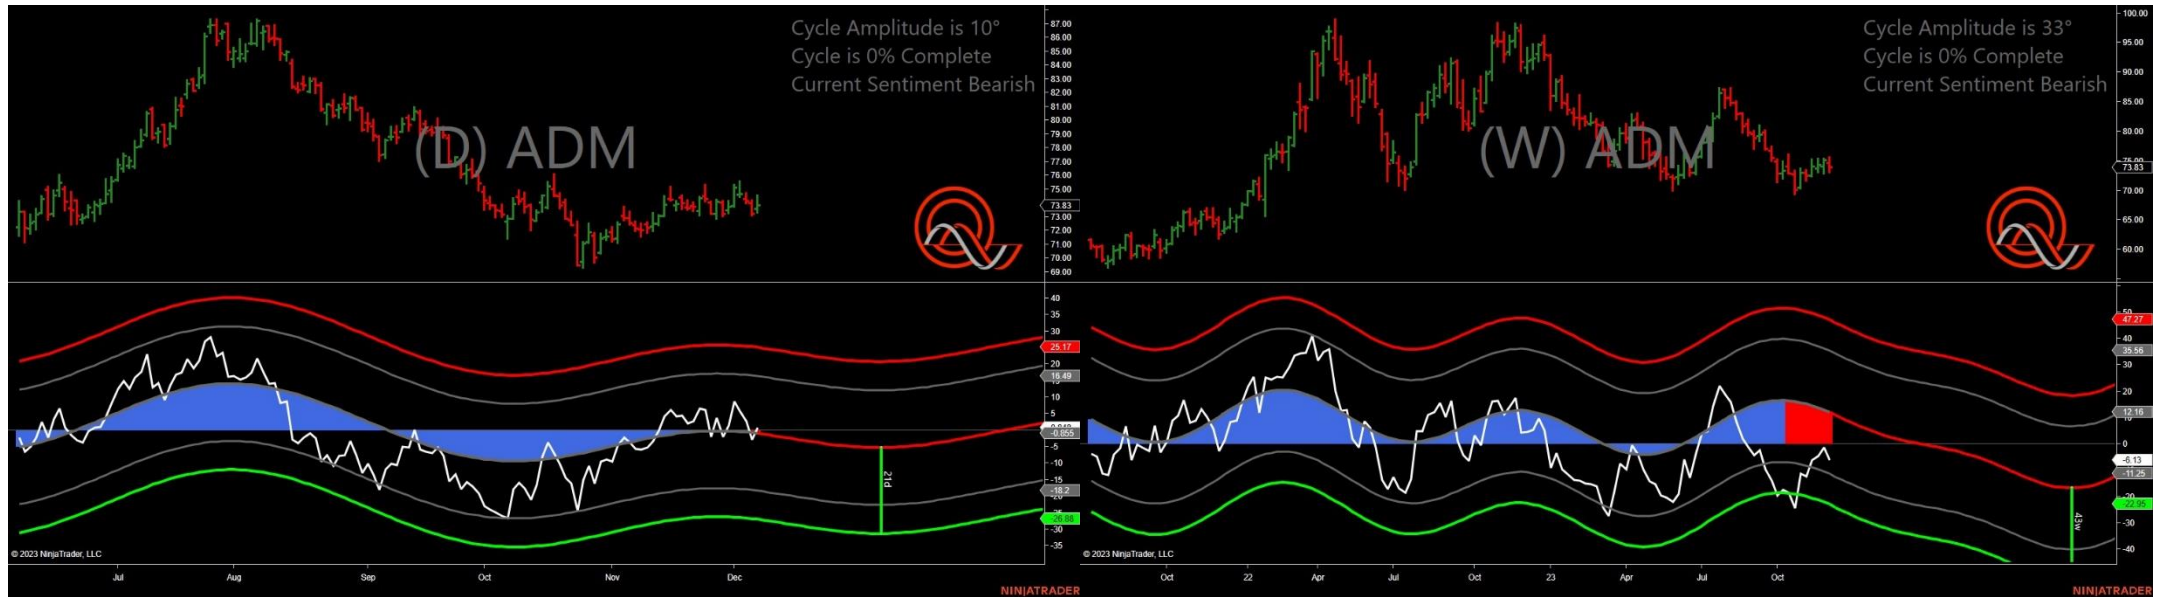 Cycle Amplitude is 10°
Cycle is 0% Complete
Current Sentiment Bearish
(D) ADM
87.00
86.00
85.00
84.00
83.00
82.00
81.00
80.00
79.00
78.00
77.00
76.00
75.00
73.83
73.00
72.00
71.00
70.00
69.00
40
35
30
25.17
20
16.49
10
5
-0.855
-5
-10
-15
-18.2
-26.88
-30
-35
21d
© 2023 NinjaTrader, LLC
Jul
Aug
Sep
Oct
Nov
Dec
NINJATRADER
Cycle Amplitude is 33°
Cycle is 0% Complete
Current Sentiment Bearish
(W) ADM
100.00
95.00
90.00
85.00
80.00
75.00
73.83
70.00
65.00
60.00
50
47.27
40
35.56
30
20
12.16
0
-6.13
-11.25
-20
-22.95
-30
-40
43w
© 2023 NinjaTrader, LLC
Oct
22
Apr
Jul
Oct
23
Apr
Jul
Oct
NINJATRADER